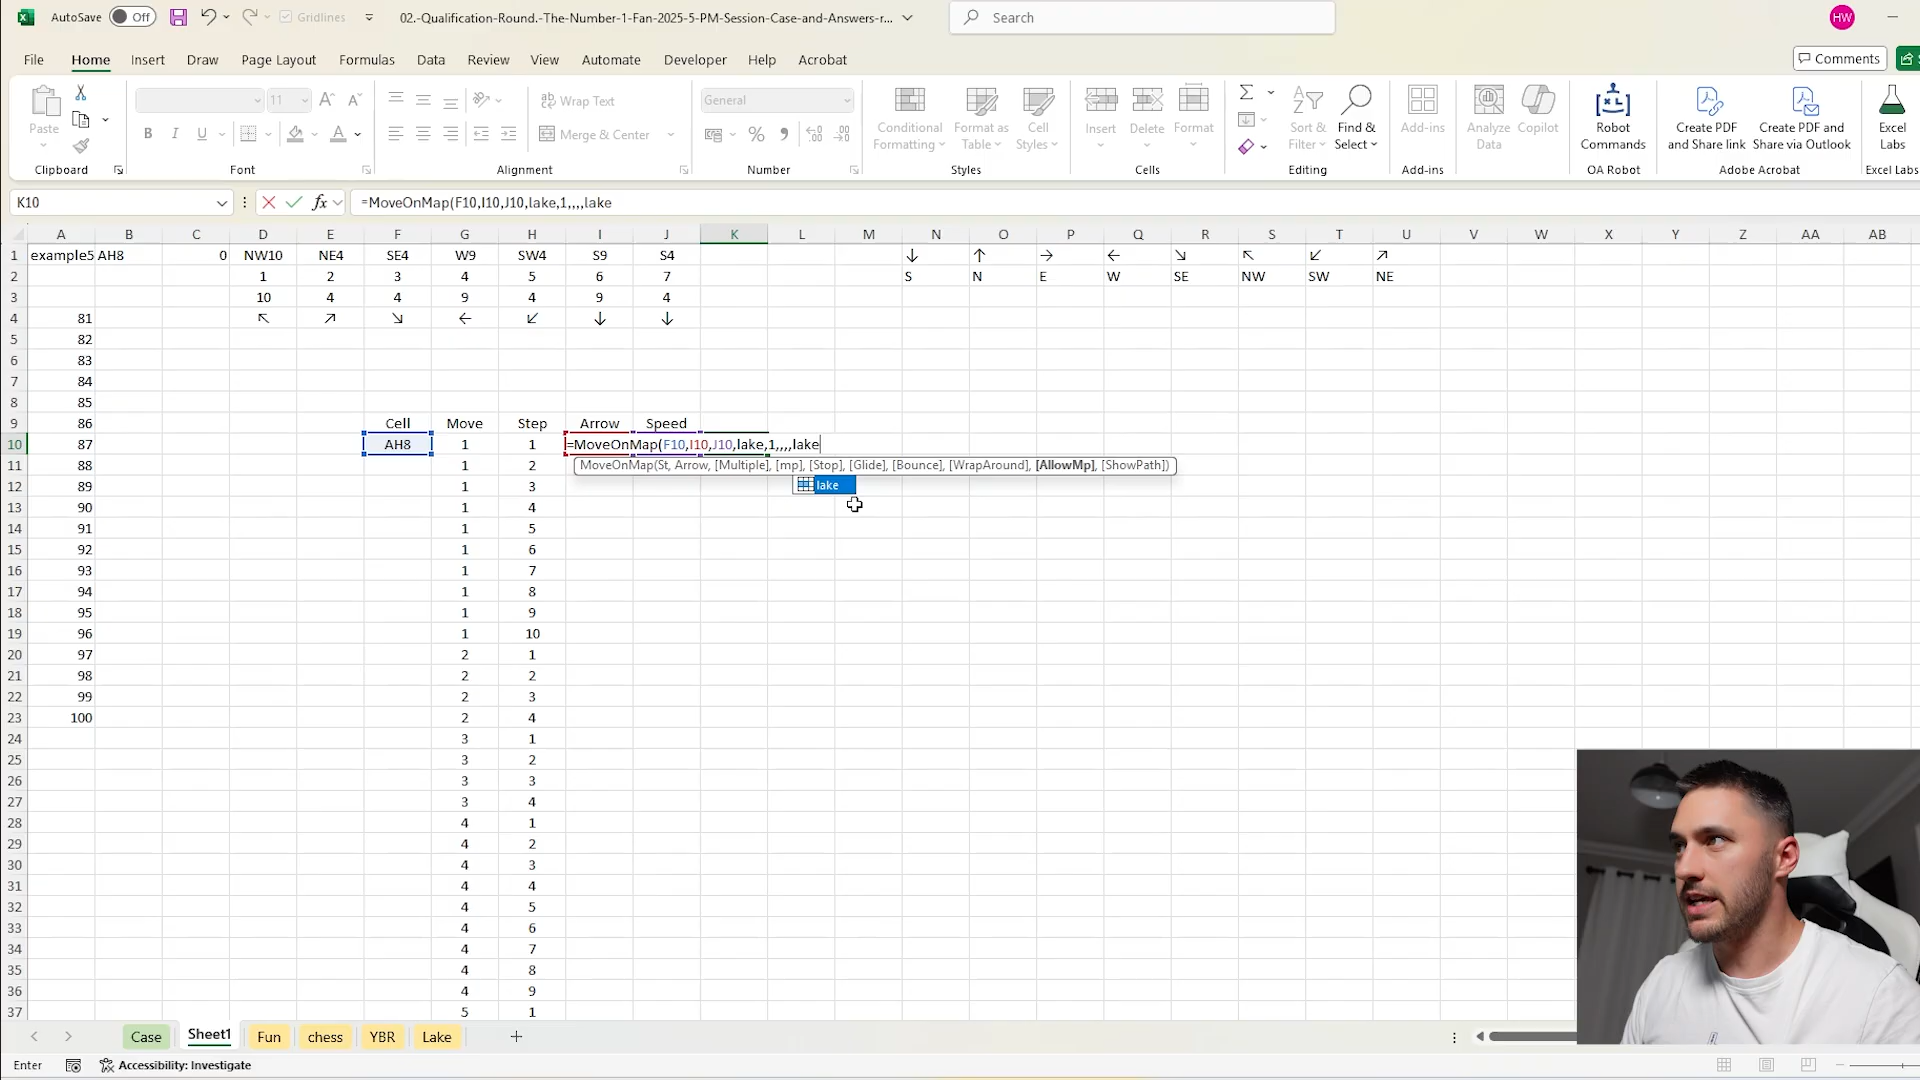 AutoSave Off Gridlines 02.-Qualification-Round.-The-Number-1-Fan-2025-5-PM-Session-Case-and-Answers-r... Search HW
File Home Insert Draw Page Layout Formulas Data Review View Automate Developer Help Acrobat Comments
11 Wrap Text General
Paste Merge & Center Conditional Formatting Format as Table Cell Styles Insert Delete Format Sort & Filter Find & Select Add-ins Analyze Data Copilot Robot Commands Create PDF and Share link Create PDF and Share via Outlook Excel Labs
Clipboard Font Alignment Number Styles Cells Editing Add-ins OA Robot Adobe Acrobat Excel Labs
K10 fx =MoveOnMap(F10,I10,J10,lake,1,,,,lake
A B C D E F G H I J K L M N O P Q R S T U V W X Y Z AA AB
1 example5 AH8 0 NW10 NE4 SE4 W9 SW4 S9 S4 ↓ ↑ → ← ↘ ↖ ↙ ↗
2 1 2 3 4 5 6 7 S N E W SE NW SW NE
3 10 4 4 9 4 9 4
4 81 ↖ ↗ ↘ ← ↙ ↓ ↓
5 82
6 83
7 84
8 85
9 86 Cell Move Step Arrow Speed
10 87 AH8 1 1 =MoveOnMap(F10,I10,J10,lake,1,,,,lake
11 88 1 2 MoveOnMap(St, Arrow, [Multiple], [mp], [Stop], [Glide], [Bounce], [WrapAround], [AllowMp], [ShowPath])
12 89 1 3 lake
13 90 1 4
14 91 1 5
15 92 1 6
16 93 1 7
17 94 1 8
18 95 1 9
19 96 1 10
20 97 2 1
21 98 2 2
22 99 2 3
23 100 2 4
24 3 1
25 3 2
26 3 3
27 3 4
28 4 1
29 4 2
30 4 3
31 4 4
32 4 5
33 4 6
34 4 7
35 4 8
36 4 9
37 5 1
Case Sheet1 Fun chess YBR Lake
Enter Accessibility: Investigate